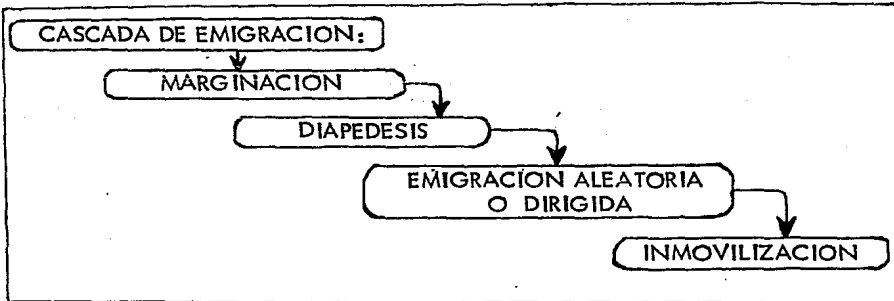 CASCADA DE EMIGRACION:
MARGINACION
DIAPEDESIS
EMIGRACION ALEATORIA
O DIRIGIDA
INMOVILIZACION